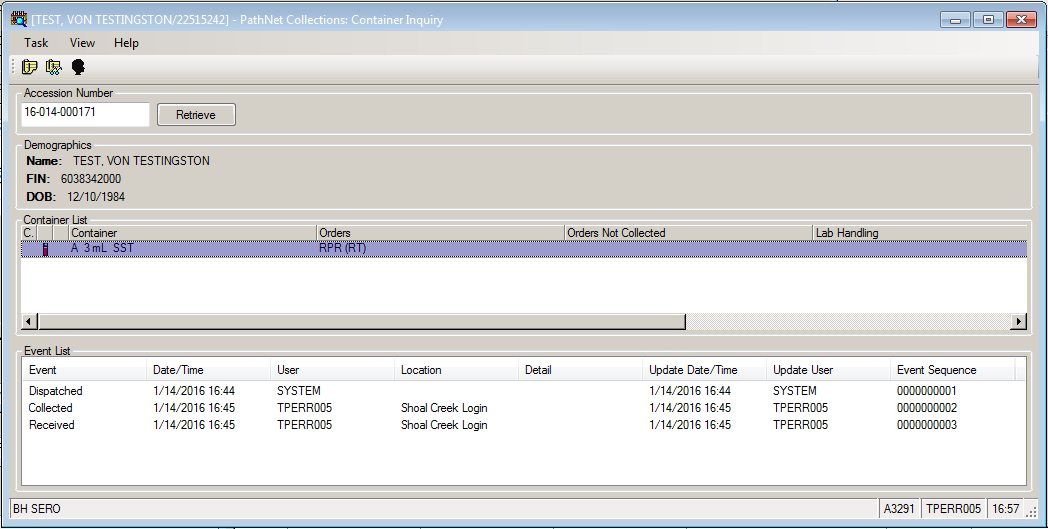 [TEST, VON TESTINGSTON/22515242] - PathNet Collections: Container Inquiry
Task View Help
Accession Number
16-014-000171 Retrieve
Demographics
Name: TEST, VON TESTINGSTON
FIN: 6038342000
DOB: 12/10/1984
Container List
C. Container Orders Orders Not Collected Lab Handling
A 3 mL SST RPR (RT)
Event List
Event Date/Time User Location Detail Update Date/Time Update User Event Sequence
Dispatched 1/14/2016 16:44 SYSTEM 1/14/2016 16:44 SYSTEM 0000000001
Collected 1/14/2016 16:45 TPERR005 Shoal Creek Login 1/14/2016 16:45 TPERR005 0000000002
Received 1/14/2016 16:45 TPERR005 Shoal Creek Login 1/14/2016 16:45 TPERR005 0000000003
BH SERO A3291 TPERR005 16:57